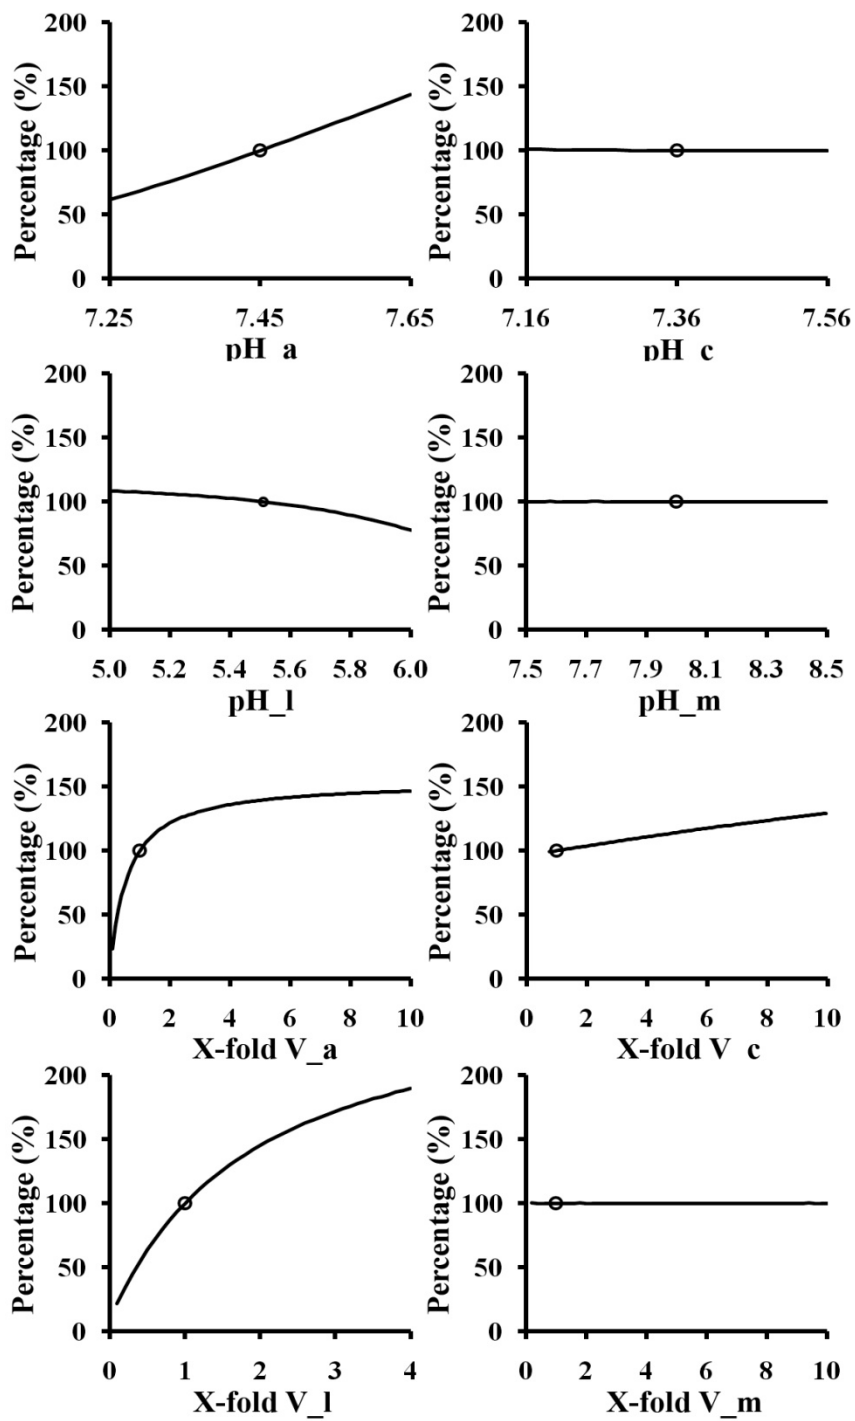 200
150
100
50
0
Percentage (%)
7.25 7.45 7.65
pH_a
200
150
100
50
0
Percentage (%)
7.16 7.36 7.56
pH_c
200
150
100
50
0
Percentage (%)
5.0 5.2 5.4 5.6 5.8 6.0
pH_l
200
150
100
50
0
Percentage (%)
7.5 7.7 7.9 8.1 8.3 8.5
pH_m
200
150
100
50
0
Percentage (%)
0 2 4 6 8 10
X-fold V_a
200
150
100
50
0
Percentage (%)
0 2 4 6 8 10
X-fold V_c
200
150
100
50
0
Percentage (%)
0 1 2 3 4
X-fold V_l
200
150
100
50
0
Percentage (%)
0 2 4 6 8 10
X-fold V_m